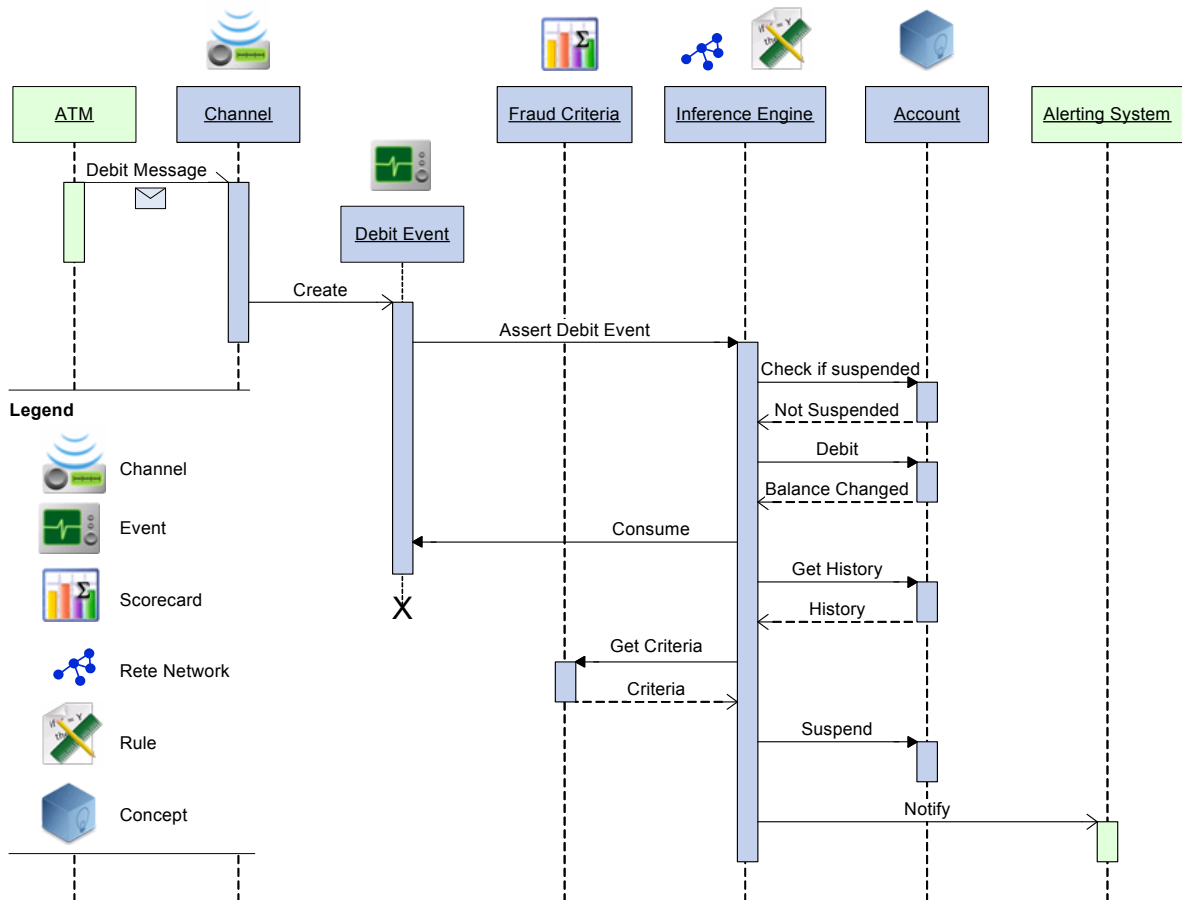 ATM
Channel
Fraud Criteria
Inference Engine
Account
Alerting System
Debit Message
Debit Event
Create
Assert Debit Event
Check if suspended
Not Suspended
Debit
Balance Changed
Consume
Get History
History
Get Criteria
Criteria
Suspend
Notify
X
Legend
Channel
Event
Scorecard
Rete Network
Rule
Concept